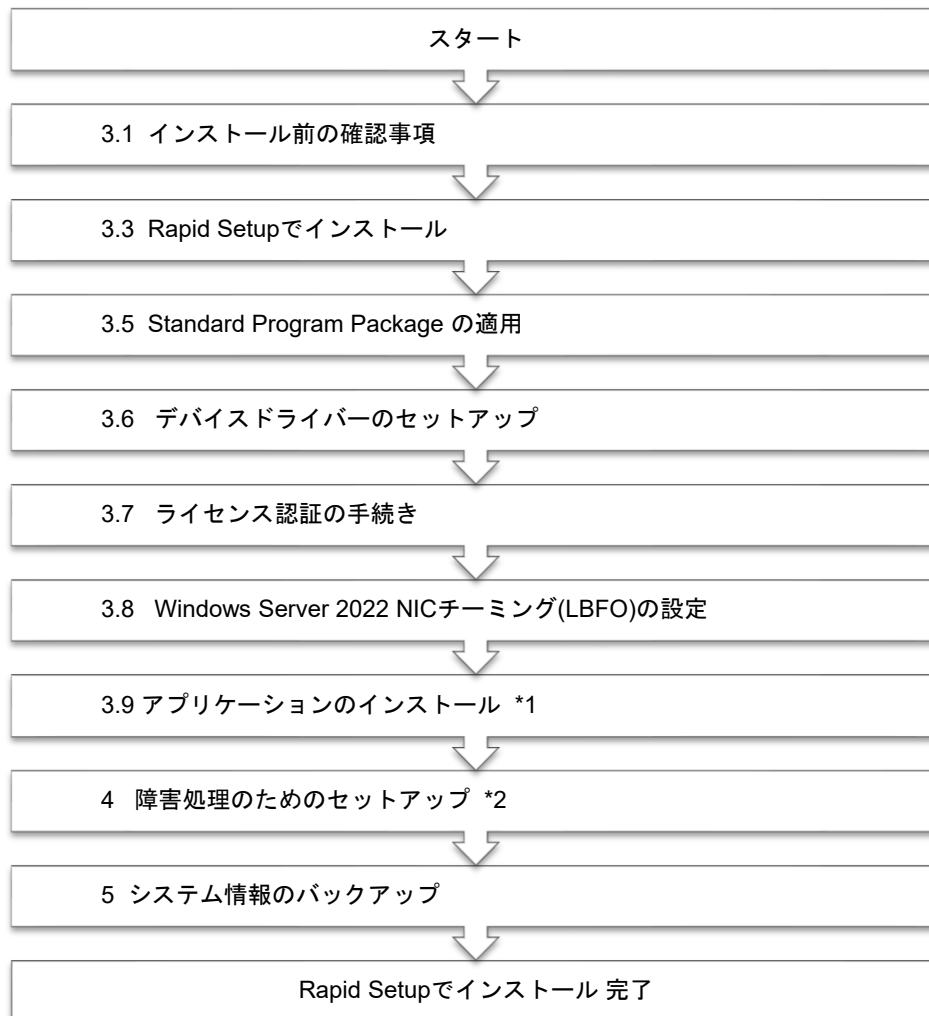 スタート
3.1 インストール前の確認事項
3.3 Rapid Setupでインストール
3.5 Standard Program Package の適用
3.6 デバイスドライバーのセットアップ
3.7 ライセンス認証の手続き
3.8 Windows Server 2022 NICチーミング(LBFO)の設定
3.9 アプリケーションのインストール *1
4 障害処理のためのセットアップ *2
5 システム情報のバックアップ
Rapid Setupでインストール 完了